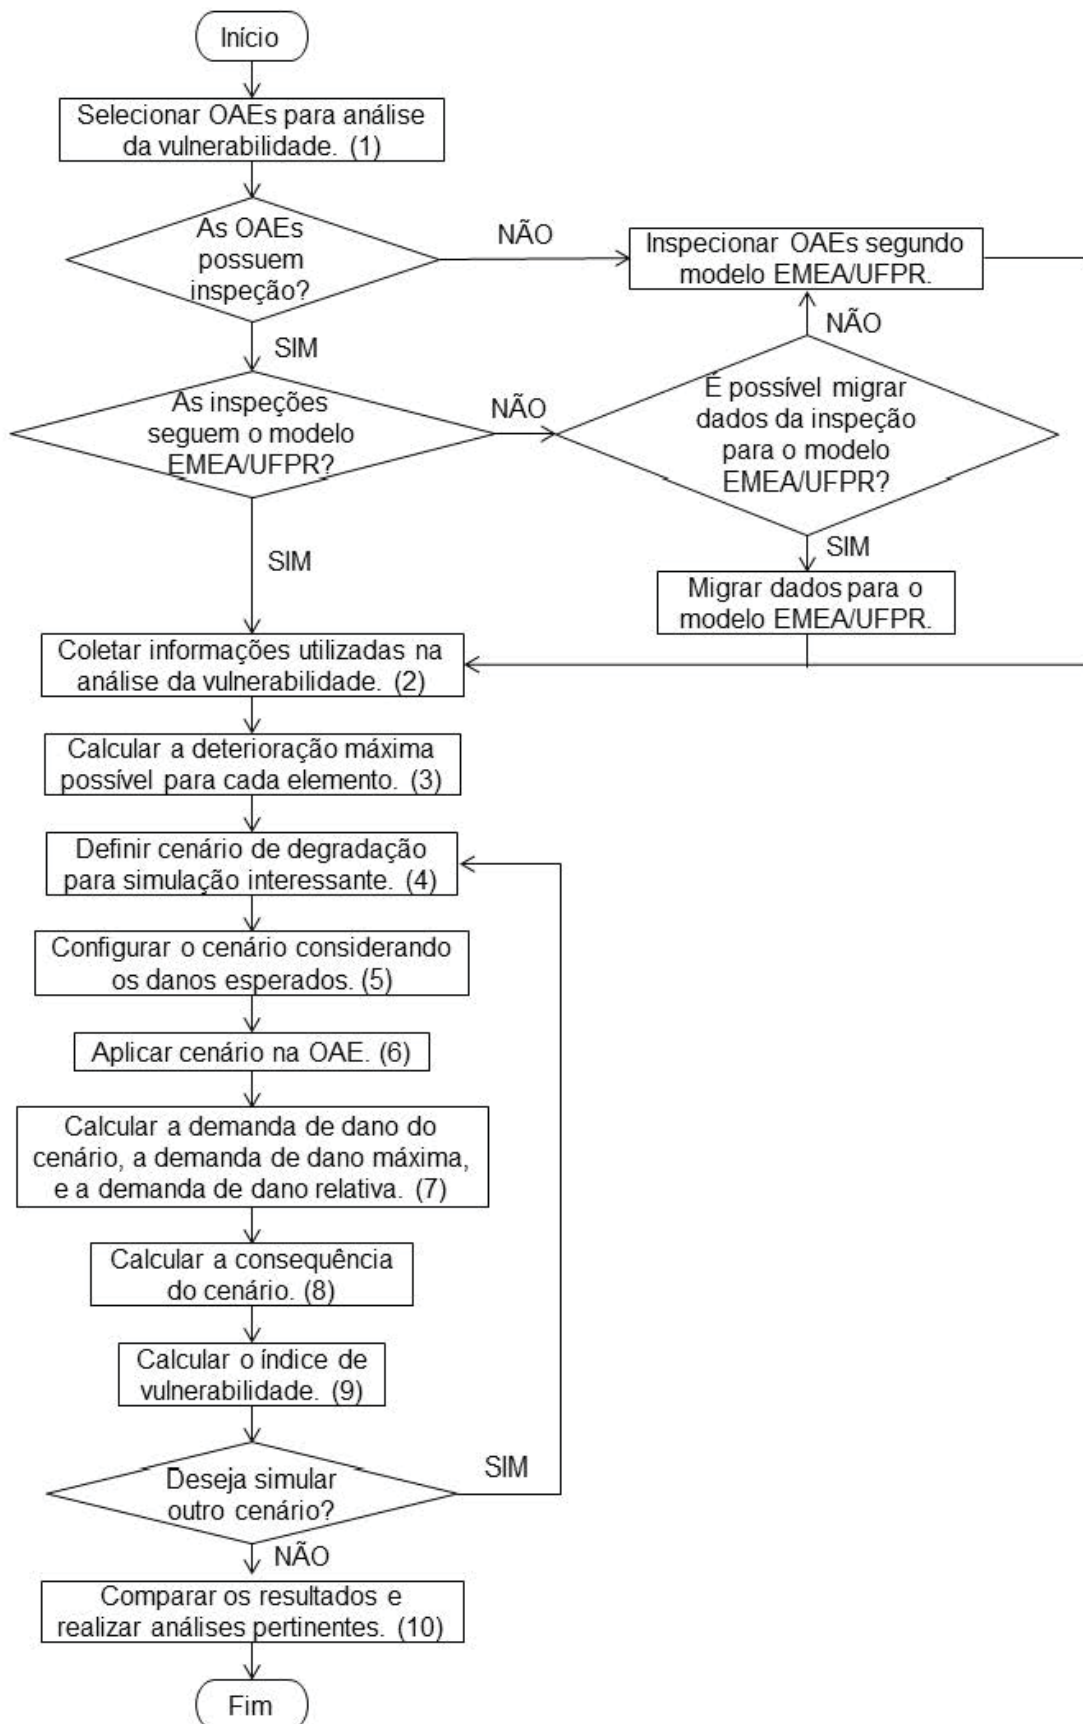 Início
Selecionar OAEs para análise
da vulnerabilidade. (1)
As OAEs
possuem
inspeção?
NÃO
Inspecionar OAEs segundo
modelo EMEA/UFPR.
SIM
NÃO
As inspeções
seguem o modelo
EMEA/UFPR?
NÃO
É possível migrar
dados da inspeção
para o modelo
EMEA/UFPR?
SIM
SIM
Migrar dados para o
modelo EMEA/UFPR.
Coletar informações utilizadas na
análise da vulnerabilidade. (2)
Calcular a deterioração máxima
possível para cada elemento. (3)
Definir cenário de degradação
para simulação interessante. (4)
Configurar o cenário considerando
os danos esperados. (5)
Aplicar cenário na OAE. (6)
Calcular a demanda de dano do
cenário, a demanda de dano máxima,
e a demanda de dano relativa. (7)
Calcular a consequência
do cenário. (8)
Calcular o índice de
vulnerabilidade. (9)
Deseja simular
outro cenário?
SIM
NÃO
Comparar os resultados e
realizar análises pertinentes. (10)
Fim